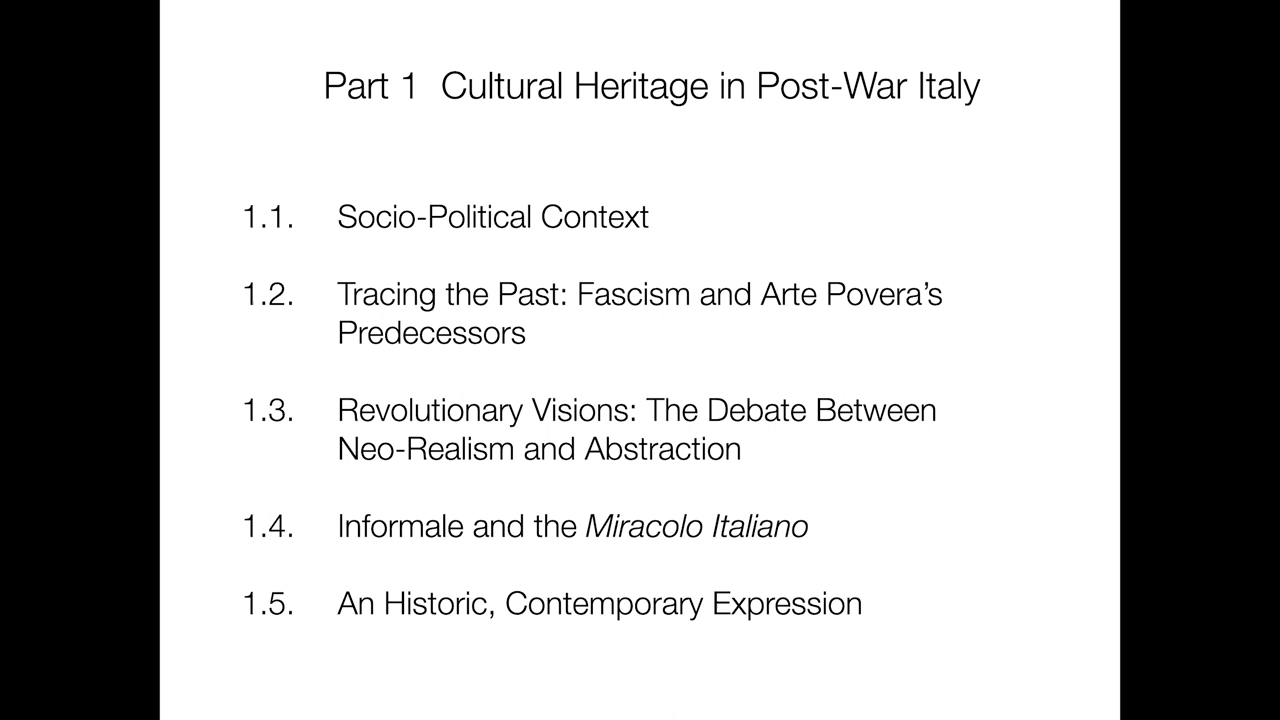 Part 1 Cultural Heritage in Post-War Italy
1.1. Socio-Political Context
1.2. Tracing the Past: Fascism and Arte Povera’s
Predecessors
1.3. Revolutionary Visions: The Debate Between
Neo-Realism and Abstraction
1.4. Informale and the Miracolo Italiano
1.5. An Historic, Contemporary Expression